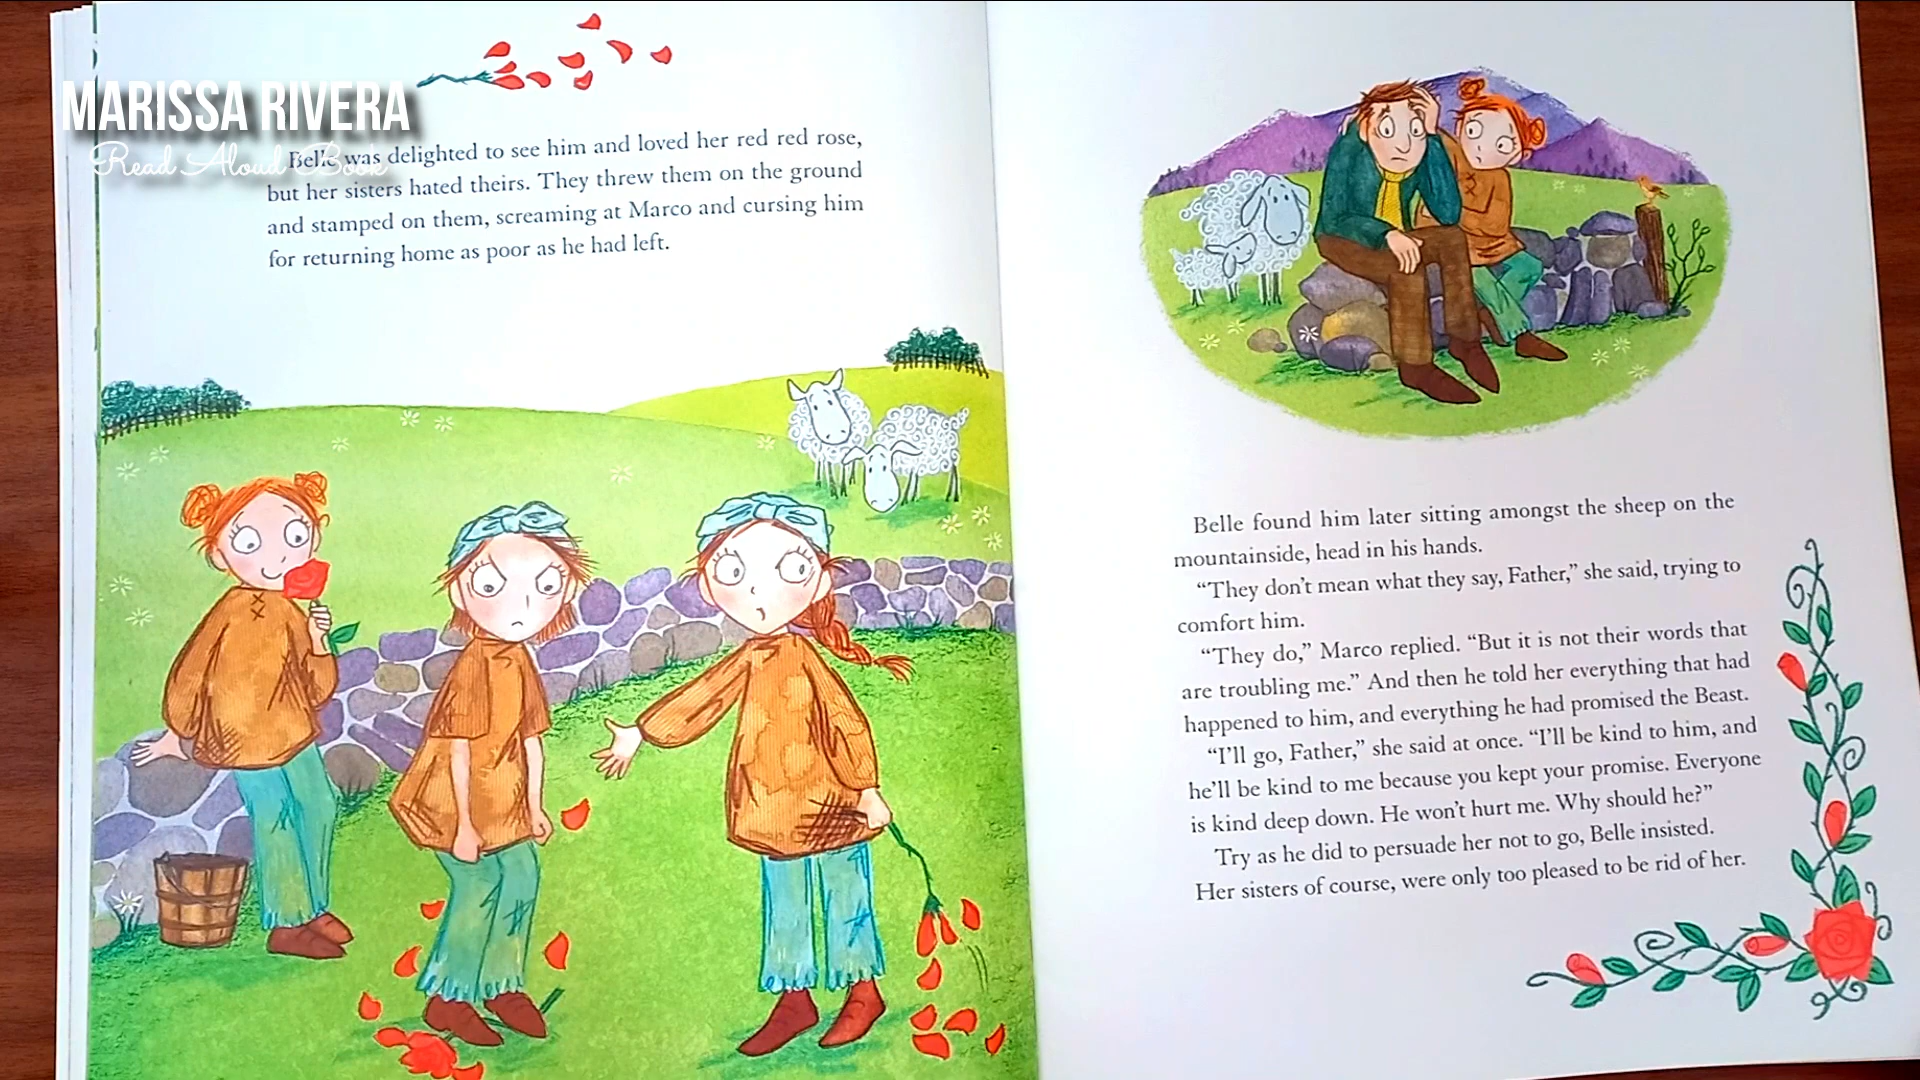 MARISSA RIVERA
Read Aloud Book
Belle was delighted to see him and loved her red red rose,
but her sisters hated theirs. They threw them on the ground
and stamped on them, screaming at Marco and cursing him
for returning home as poor as he had left.
Belle found him later sitting amongst the sheep on the
mountainside, head in his hands.
“They don’t mean what they say, Father,” she said, trying to
comfort him.
“They do,” Marco replied. “But it is not their words that
are troubling me.” And then he told her everything that had
happened to him, and everything he had promised the Beast.
“I’ll go, Father,” she said at once. “I’ll be kind to him, and
he’ll be kind to me because you kept your promise. Everyone
is kind deep down. He won’t hurt me. Why should he?”
Try as he did to persuade her not to go, Belle insisted.
Her sisters of course, were only too pleased to be rid of her.